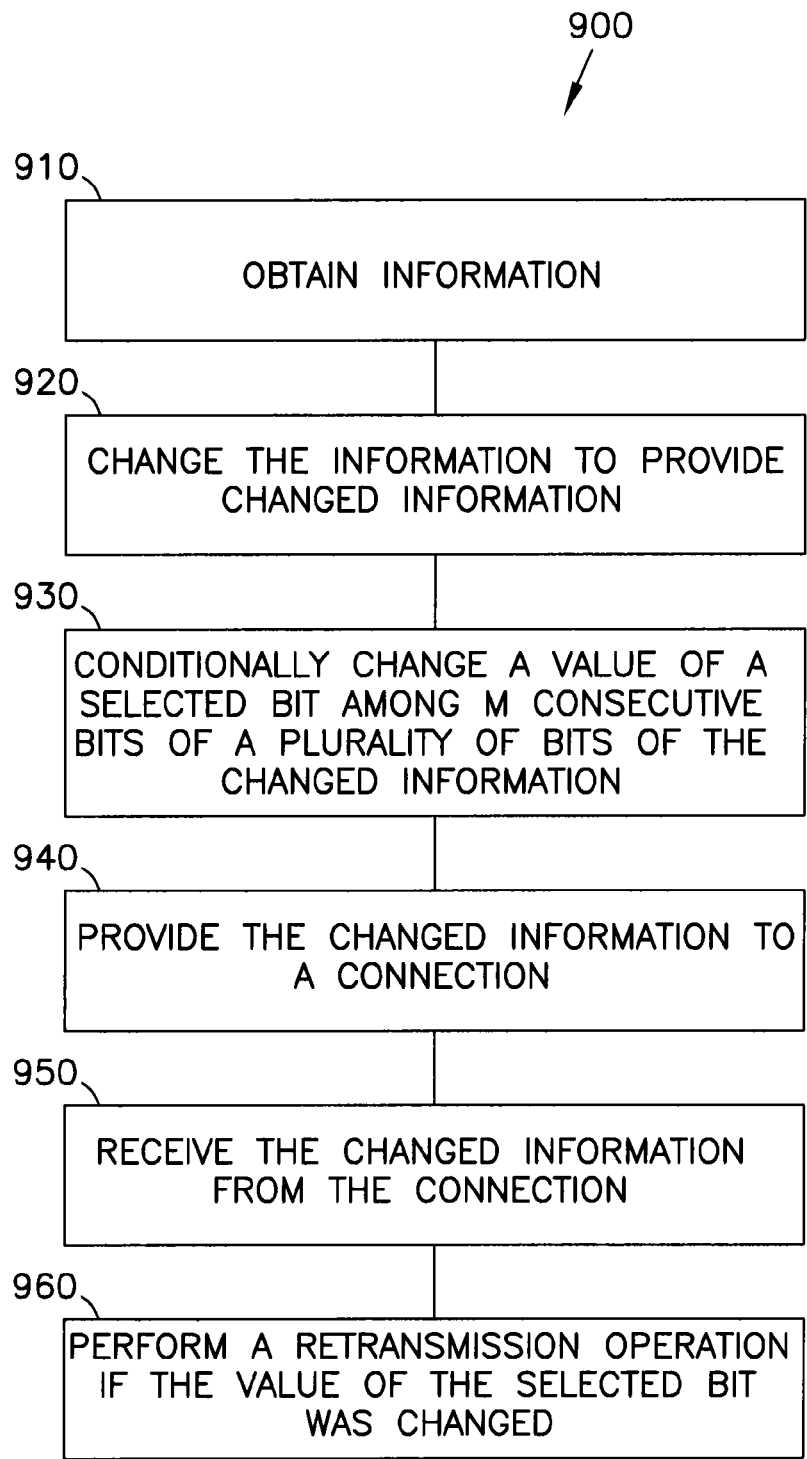 900
910
OBTAIN INFORMATION
920
CHANGE THE INFORMATION TO PROVIDE
CHANGED INFORMATION
930
CONDITIONALLY CHANGE A VALUE OF A
SELECTED BIT AMONG M CONSECUTIVE
BITS OF A PLURALITY OF BITS OF THE
CHANGED INFORMATION
940
PROVIDE THE CHANGED INFORMATION TO
A CONNECTION
950
RECEIVE THE CHANGED INFORMATION
FROM THE CONNECTION
960
PERFORM A RETRANSMISSION OPERATION
IF THE VALUE OF THE SELECTED BIT
WAS CHANGED